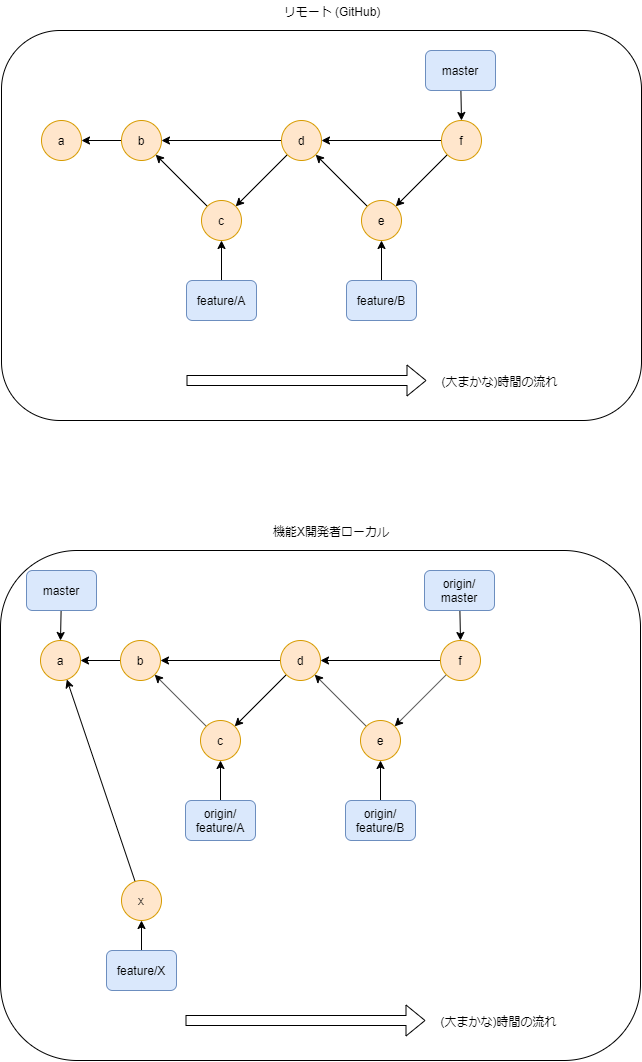 リモート (GitHub)
master
a
b
d
f
c
e
feature/A
feature/B
(大まかな)時間の流れ
機能X開発者ローカル
master
origin/
master
a
b
d
f
c
e
origin/
feature/A
origin/
feature/B
x
feature/X
(大まかな)時間の流れ